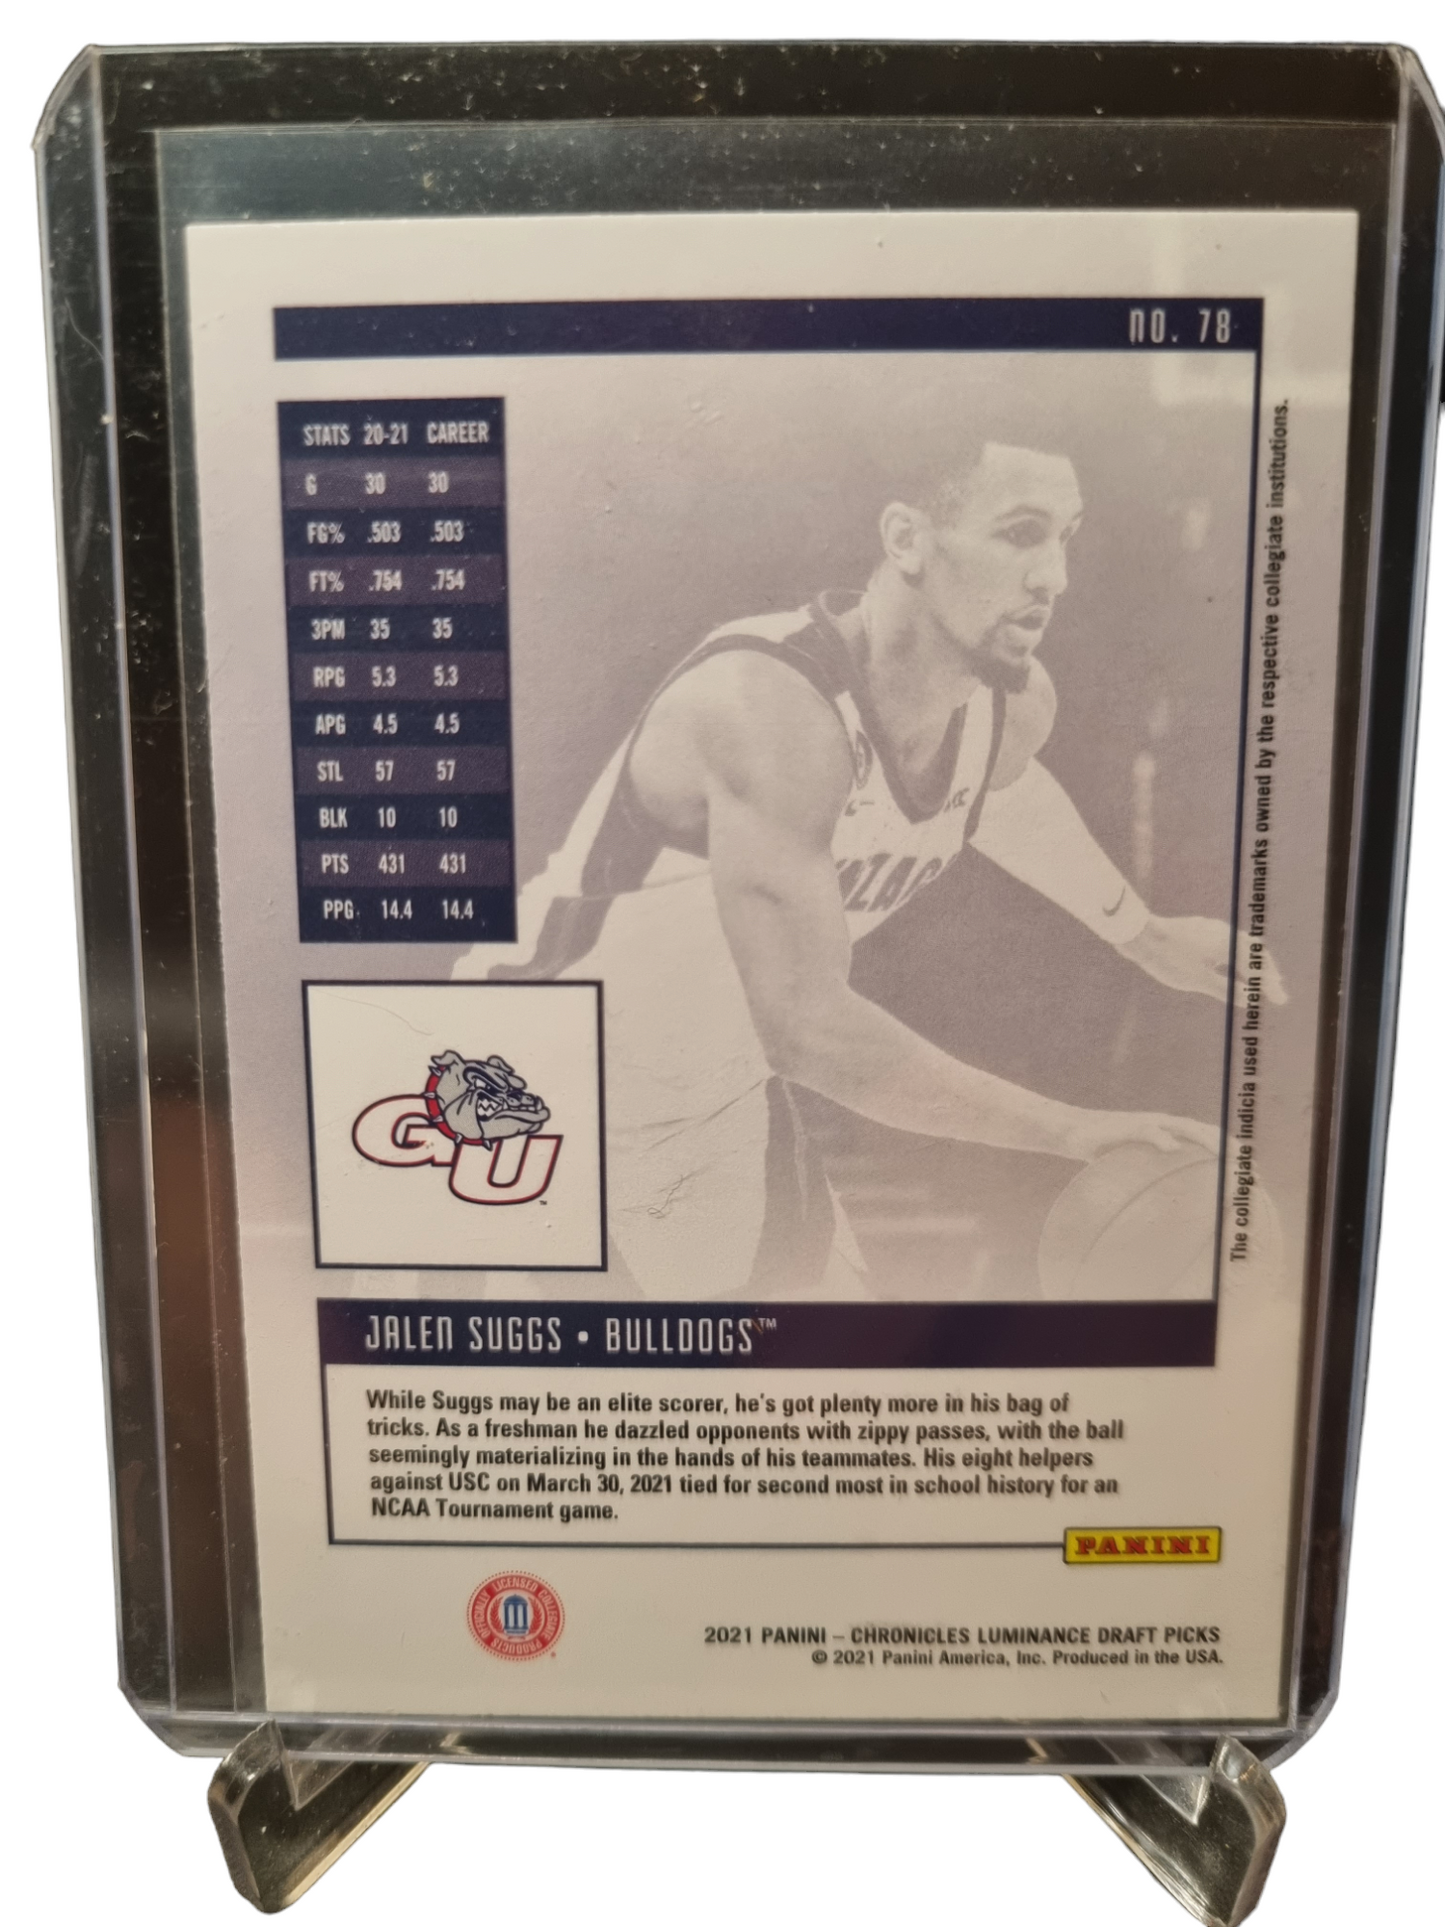 NO. 78
STATS 20-21 CAREER
G 30 30
FG% .503 .503
FT% .754 .754
3PM 35 35
RPG 5.3 5.3
APG 4.5 4.5
STL 57 57
BLK 10 10
PTS 431 431
PPG 14.4 14.4
ZAG
GU
™
The collegiate indicia used herein are trademarks owned by the respective collegiate institutions.
JALEN SUGGS • BULLDOGS™
While Suggs may be an elite scorer, he's got plenty more in his bag of
tricks. As a freshman he dazzled opponents with zippy passes, with the ball
seemingly materializing in the hands of his teammates. His eight helpers
against USC on March 30, 2021 tied for second most in school history for an
NCAA Tournament game.
PANINI
OFFICIALLY LICENSED COLLEGIATE PRODUCTS
2021 PANINI – CHRONICLES LUMINANCE DRAFT PICKS
© 2021 Panini America, Inc. Produced in the USA.